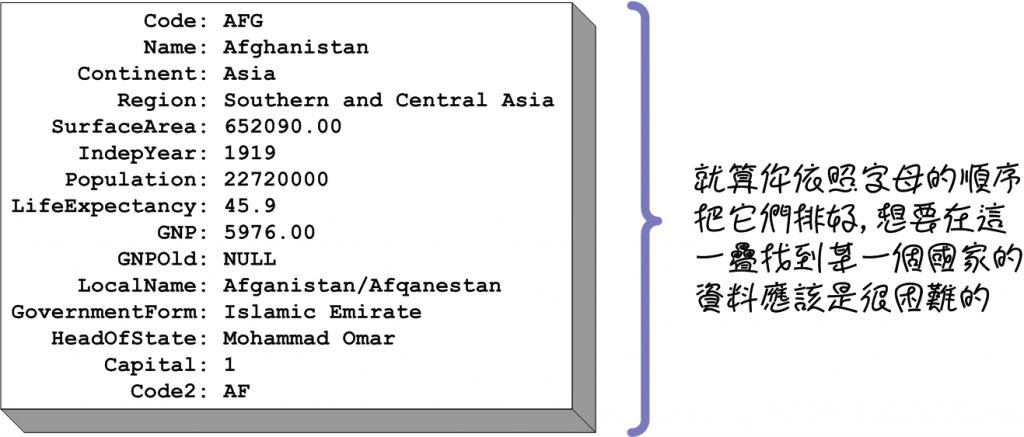 Code: AFG
Name: Afghanistan
Continent: Asia
Region: Southern and Central Asia
SurfaceArea: 652090.00
IndepYear: 1919
Population: 22720000
LifeExpectancy: 45.9
GNP: 5976.00
GNPOld: NULL
LocalName: Afganistan/Afqanestan
GovernmentForm: Islamic Emirate
HeadOfState: Mohammad Omar
Capital: 1
Code2: AF
就算你依照字母的順序
把它們排好, 想要在這
一疊找到某一個國家的
資料應該是很困難的